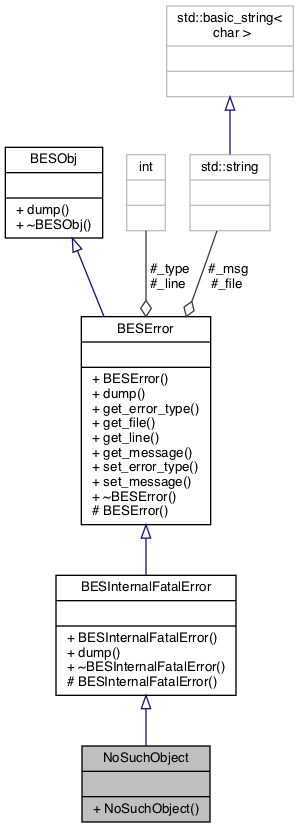 std::basic_string<
char >
BESObj
+ dump()
+ ~BESObj()
int
std::string
#_type
#_line
#_msg
#_file
BESError
+ BESError()
+ dump()
+ get_error_type()
+ get_file()
+ get_line()
+ get_message()
+ set_error_type()
+ set_message()
+ ~BESError()
# BESError()
BESInternalFatalError
+ BESInternalFatalError()
+ dump()
+ ~BESInternalFatalError()
# BESInternalFatalError()
NoSuchObject
+ NoSuchObject()